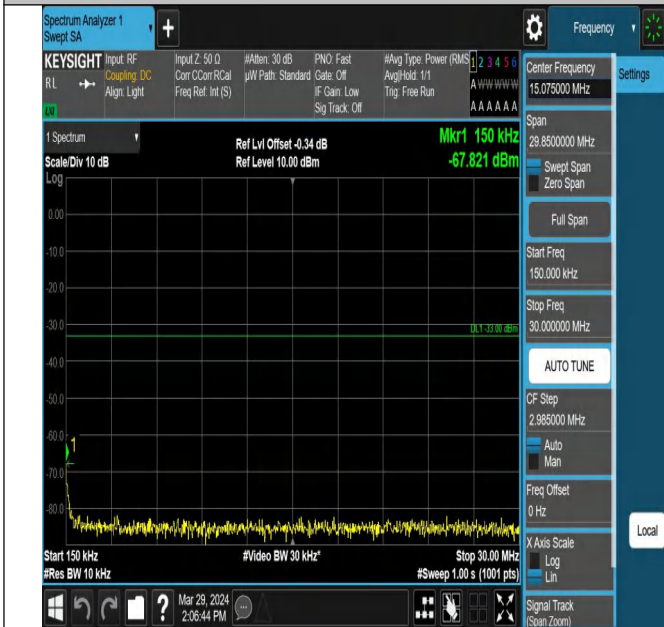 Spectrum Analyzer 1
Swept SA
Frequency
KEYSIGHT
RL
LXI
Input: RF
Coupling: DC
Align: Light
Input Z: 50 Ω
Corr CCorr RCal
Freq Ref: Int (S)
#Atten: 30 dB
µW Path: Standard
PNO: Fast
Gate: Off
IF Gain: Low
Sig Track: Off
#Avg Type: Power (RMS
Avg|Hold: 1/1
Trig: Free Run
1 2 3 4 5 6
A W W W W W
A A A A A A
1 Spectrum
Scale/Div 10 dB
Log
Ref Lvl Offset -0.34 dB
Ref Level 10.00 dBm
Mkr1 150 kHz
-67.821 dBm
0.00
-10.0
-20.0
-30.0
DL1 -33.00 dBm
-40.0
-50.0
-60.0
1
-70.0
-80.0
Start 150 kHz
#Video BW 30 kHz*
Stop 30.00 MHz
#Res BW 10 kHz
#Sweep 1.00 s (1001 pts)
Mar 29, 2024
2:06:44 PM
Center Frequency
15.075000 MHz
Settings
Span
29.8500000 MHz
Swept Span
Zero Span
Full Span
Start Freq
150.000 kHz
Stop Freq
30.000000 MHz
AUTO TUNE
CF Step
2.985000 MHz
Auto
Man
Freq Offset
0 Hz
Local
X Axis Scale
Log
Lin
Signal Track
(Span Zoom)